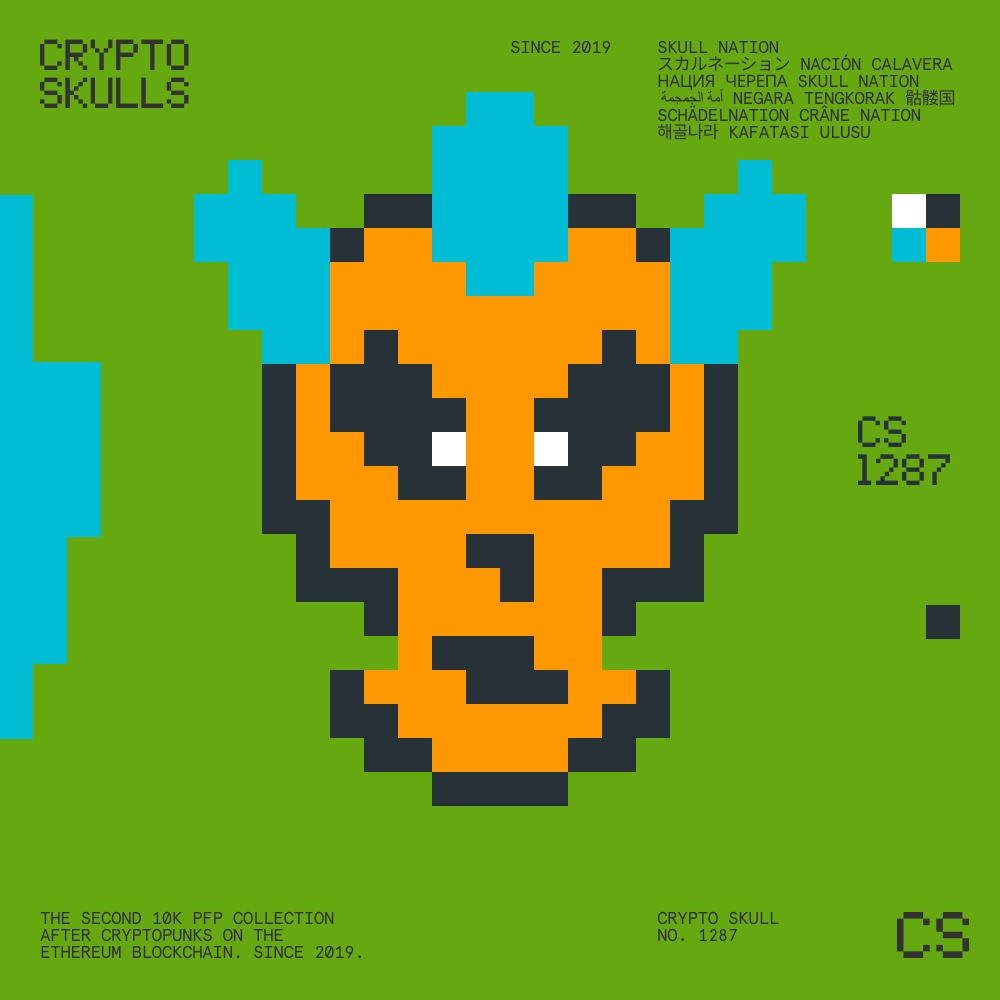 CRYPTO
SKULLS
SINCE 2019
SKULL NATION
スカルネーション NACIÓN CALAVERA
НАЦИЯ ЧЕРЕПА SKULL NATION
أمة الجمجمة NEGARA TENGKORAK 骷髅国
SCHÄDELNATION CRÂNE NATION
해골나라 KAFATASI ULUSU
CS
1287
THE SECOND 10K PFP COLLECTION
AFTER CRYPTOPUNKS ON THE
ETHEREUM BLOCKCHAIN. SINCE 2019.
CRYPTO SKULL
NO. 1287
CS